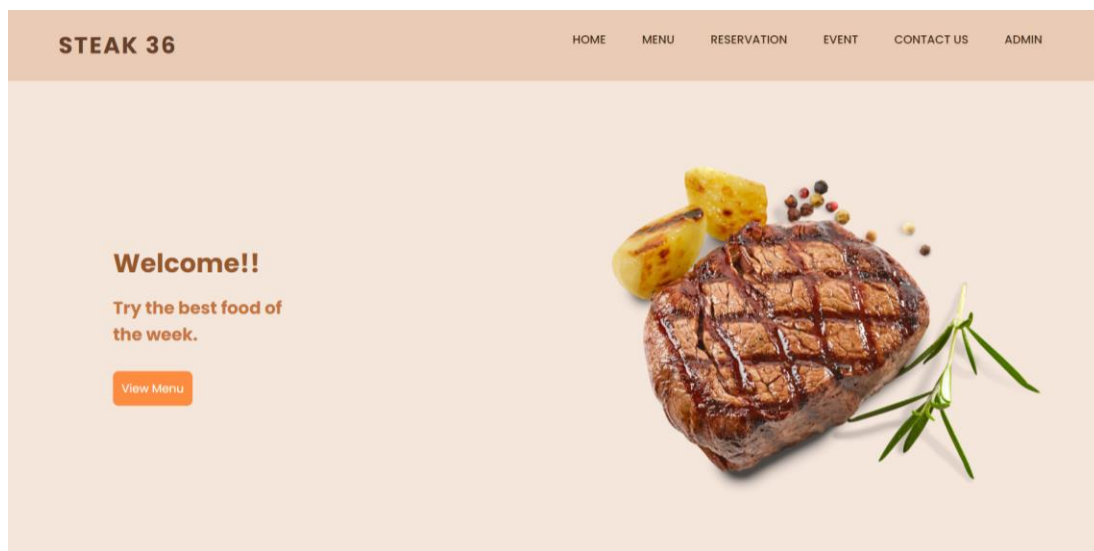 STEAK 36
HOME MENU RESERVATION EVENT CONTACT US ADMIN
Welcome!!
Try the best food of
the week.
View Menu